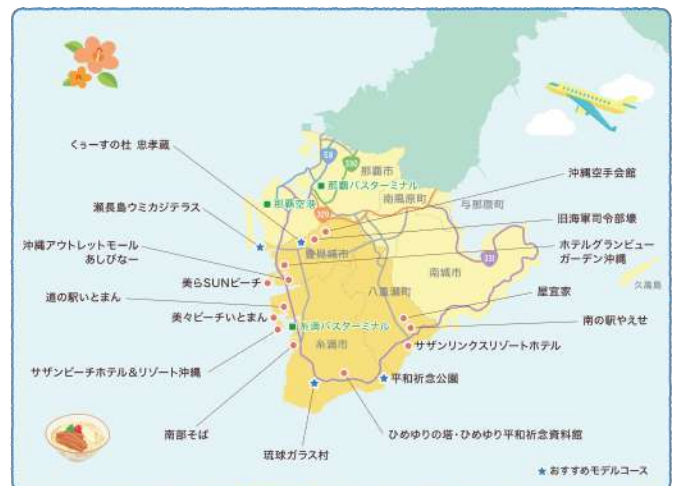 くぅーすの杜 忠孝蔵
瀬長島ウミカジテラス
沖縄アウトレットモール
あしびなー
美らSUNビーチ
道の駅いとまん
美々ビーチいとまん
サザンビーチホテル&リゾート沖縄
南部そば
琉球ガラス村
58
330
329
331
那覇市
那覇バスターミナル
那覇空港
南風原町
与那原町
豊見城市
南城市
八重瀬町
糸満バスターミナル
糸満市
久高島
沖縄空手会館
旧海軍司令部壕
ホテルグランビュー
ガーデン沖縄
屋宜家
南の駅やえせ
サザンリンクスリゾートホテル
平和祈念公園
ひめゆりの塔・ひめゆり平和祈念資料館
★おすすめモデルコース